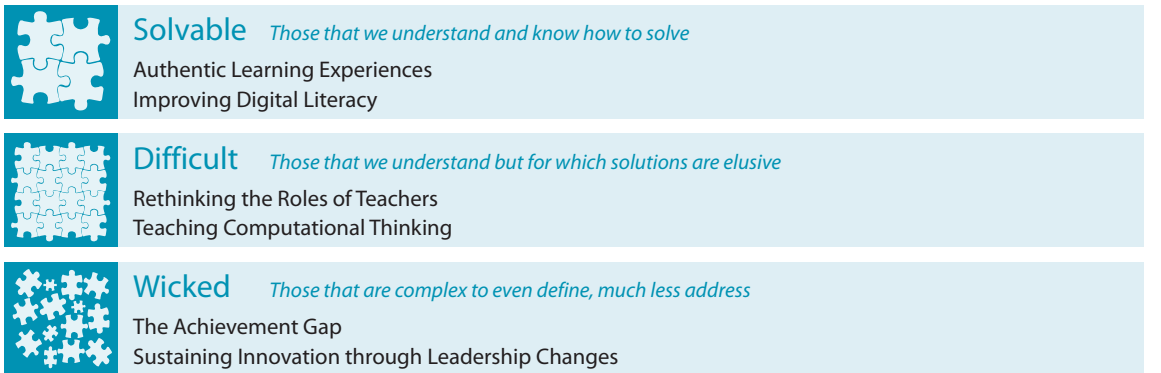 Solvable Those that we understand and know how to solve
Authentic Learning Experiences
Improving Digital Literacy
Difficult Those that we understand but for which solutions are elusive
Rethinking the Roles of Teachers
Teaching Computational Thinking
Wicked Those that are complex to even define, much less address
The Achievement Gap
Sustaining Innovation through Leadership Changes